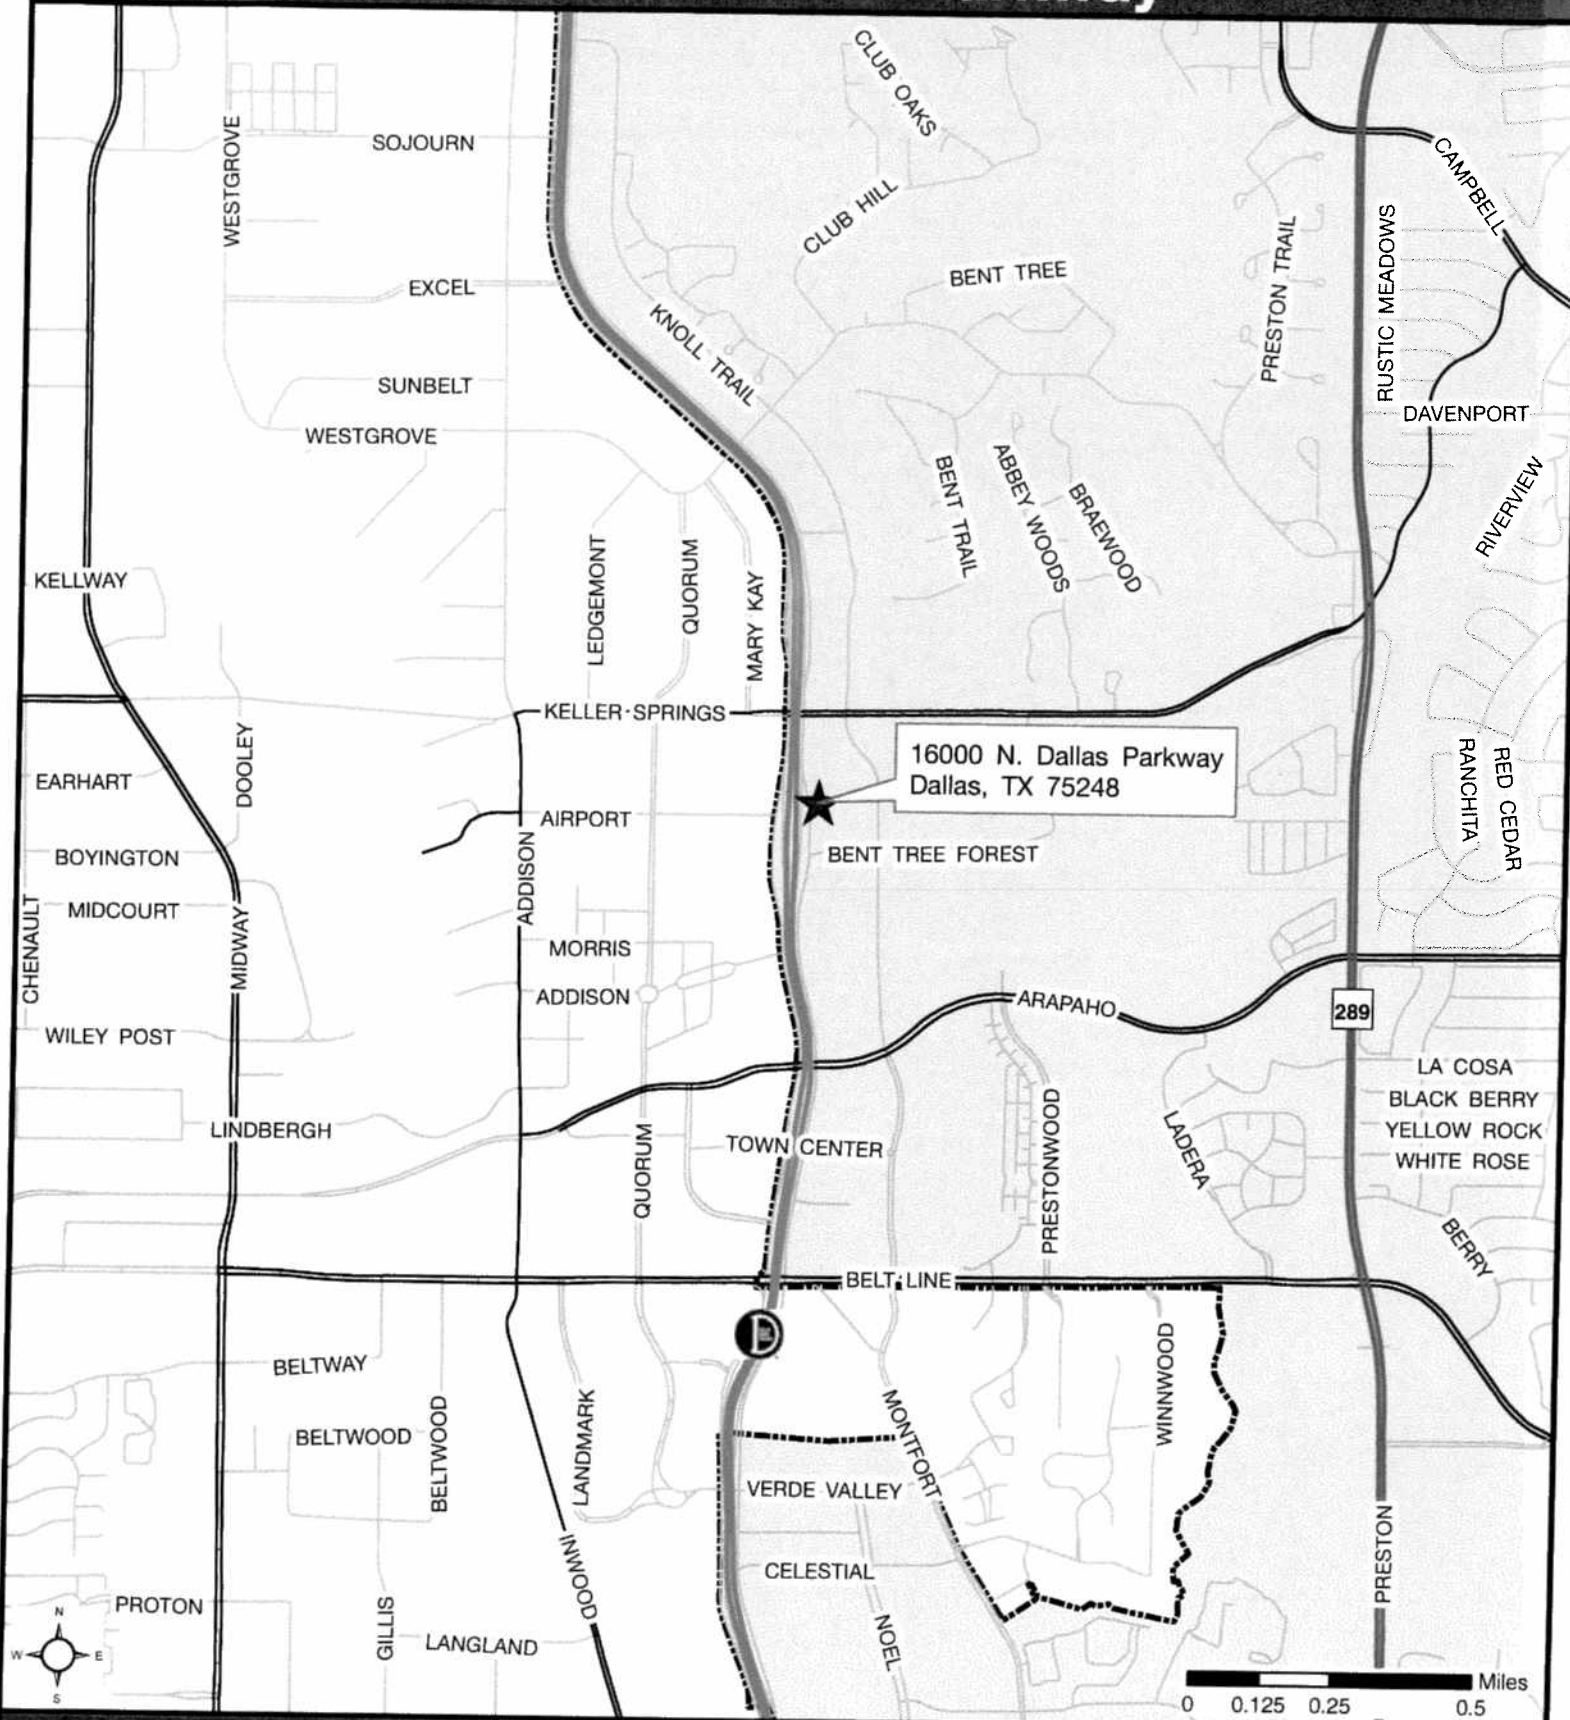 CLUB OAKS
SOJOURN
WESTGROVE
CAMPBELL
CLUB HILL
BENT TREE
PRESTON TRAIL
RUSTIC MEADOWS
EXCEL
KNOLL TRAIL
SUNBELT
DAVENPORT
WESTGROVE
BENT TRAIL
ABBEY WOODS
BRAEWOOD
RIVERVIEW
KELLWAY
LEDGEMONT
QUORUM
MARY KAY
KELLER SPRINGS
16000 N. Dallas Parkway
Dallas, TX 75248
DOOLEY
EARHART
RANCHITA
RED CEDAR
AIRPORT
BENT TREE FOREST
BOYINGTON
ADDISON
MIDCOURT
CHENAULT
MIDWAY
MORRIS
ADDISON
ARAPAHO
289
WILEY POST
LA COSA
BLACK BERRY
YELLOW ROCK
WHITE ROSE
LINDBERGH
TOWN CENTER
QUORUM
PRESTONWOOD
LADERA
BERRY
BELT LINE
D
BELTWAY
WINNWOOD
BELTWOOD
BELTWOOD
LANDMARK
MONTFORT
VERDE VALLEY
CELESTIAL
INWOOD
PRESTON
PROTON
GILLIS
LANGLAND
NOEL
N
W E
S
Miles
0 0.125 0.25 0.5